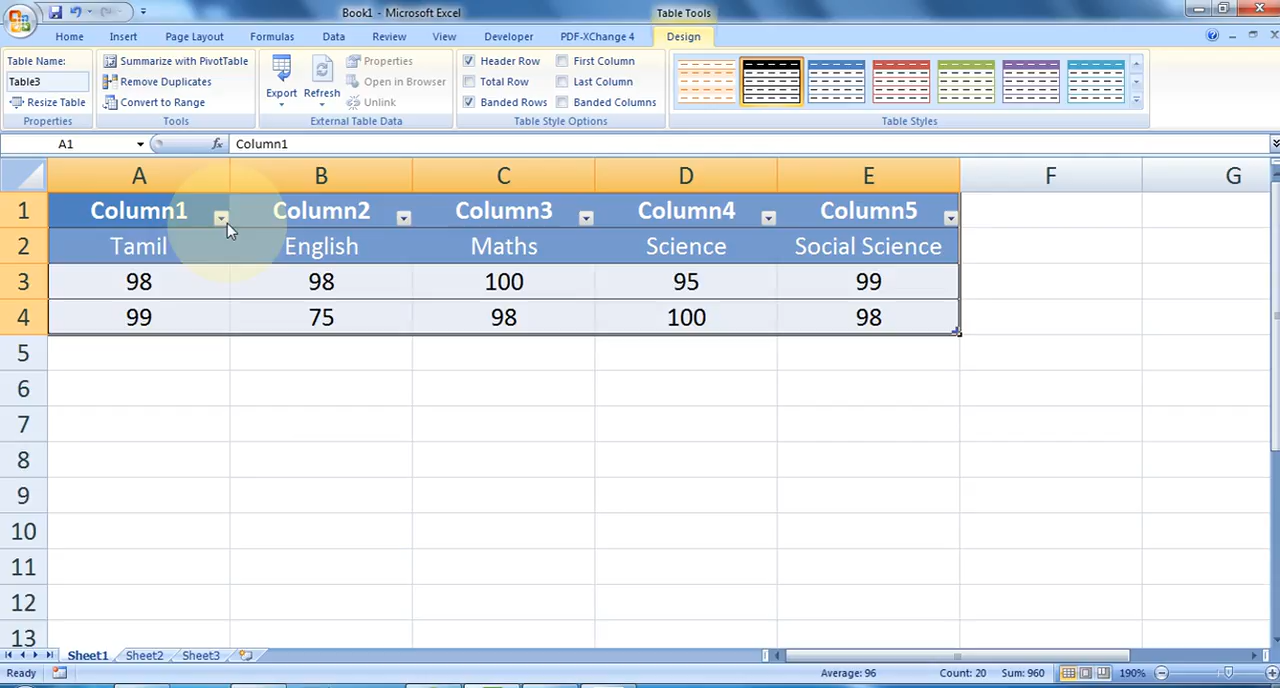 Book1 - Microsoft Excel
Table Tools
Home Insert Page Layout Formulas Data Review View Developer PDF-XChange 4 Design
Table Name: Summarize with PivotTable Properties Header Row First Column
Table3 Remove Duplicates Export Refresh Open in Browser Total Row Last Column
Resize Table Convert to Range Unlink Banded Rows Banded Columns
Properties Tools External Table Data Table Style Options Table Styles
A1 fx Column1
A B C D E F G
1 Column1 Column2 Column3 Column4 Column5
2 Tamil English Maths Science Social Science
3 98 98 100 95 99
4 99 75 98 100 98
5
6
7
8
9
10
11
12
13
Sheet1 Sheet2 Sheet3
Ready Average: 96 Count: 20 Sum: 960 190%